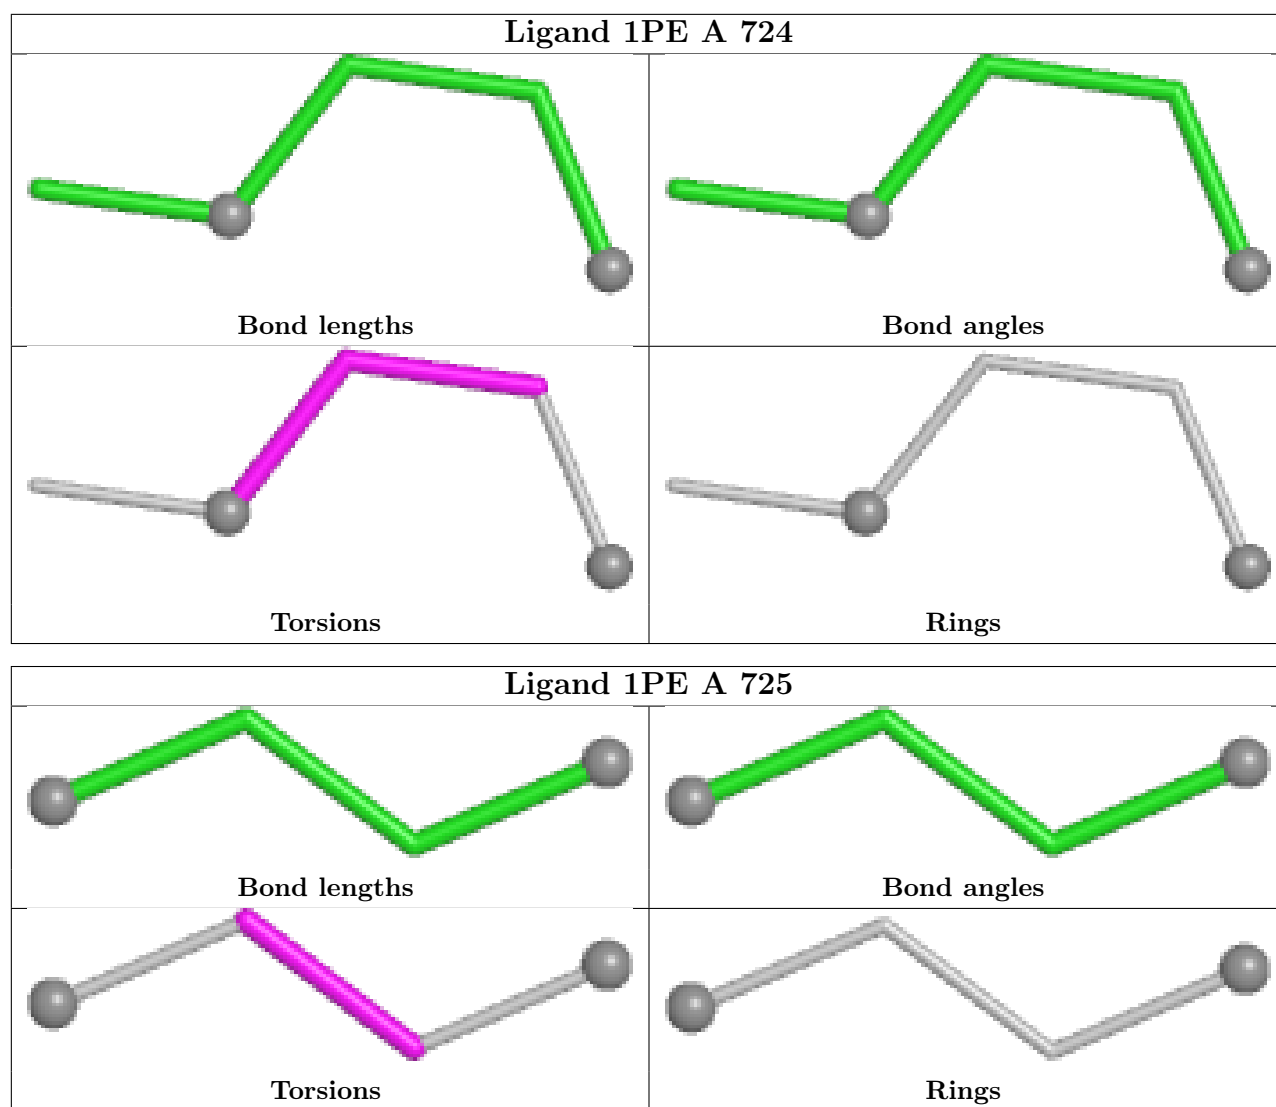 Ligand 1PE A 724
Bond lengths
Bond angles
Torsions
Rings
Ligand 1PE A 725
Bond lengths
Bond angles
Torsions
Rings